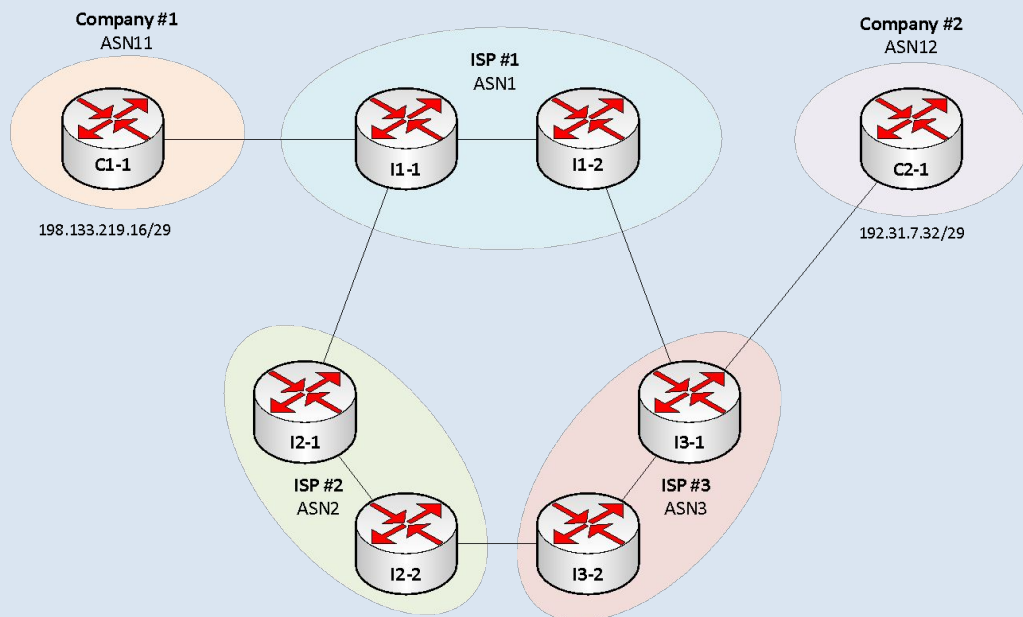 Company #1
ASN11
ISP #1
ASN1
Company #2
ASN12
C1-1
I1-1
I1-2
C2-1
198.133.219.16/29
192.31.7.32/29
I2-1
I3-1
ISP #2
ASN2
ISP #3
ASN3
I2-2
I3-2